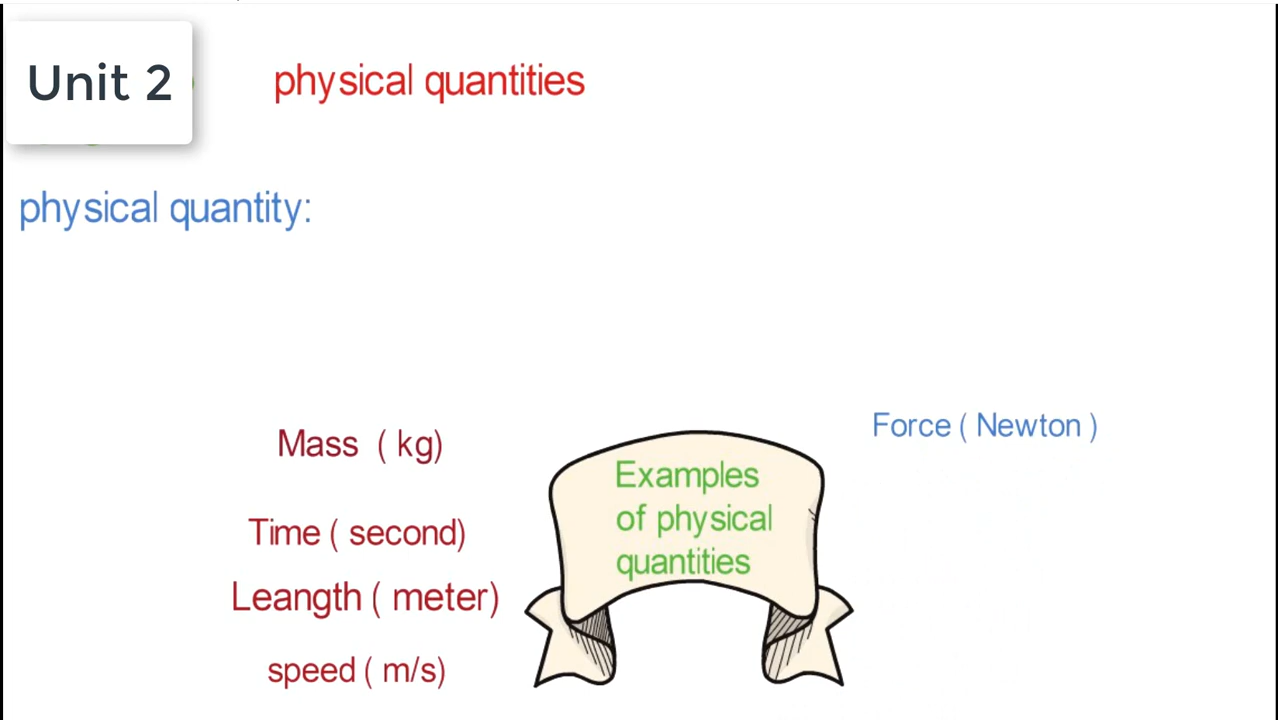 Unit 2
physical quantities
physical quantity:
Mass ( kg)
Time ( second)
Leangth ( meter)
speed ( m/s)
Examples
of physical
quantities
Force ( Newton )